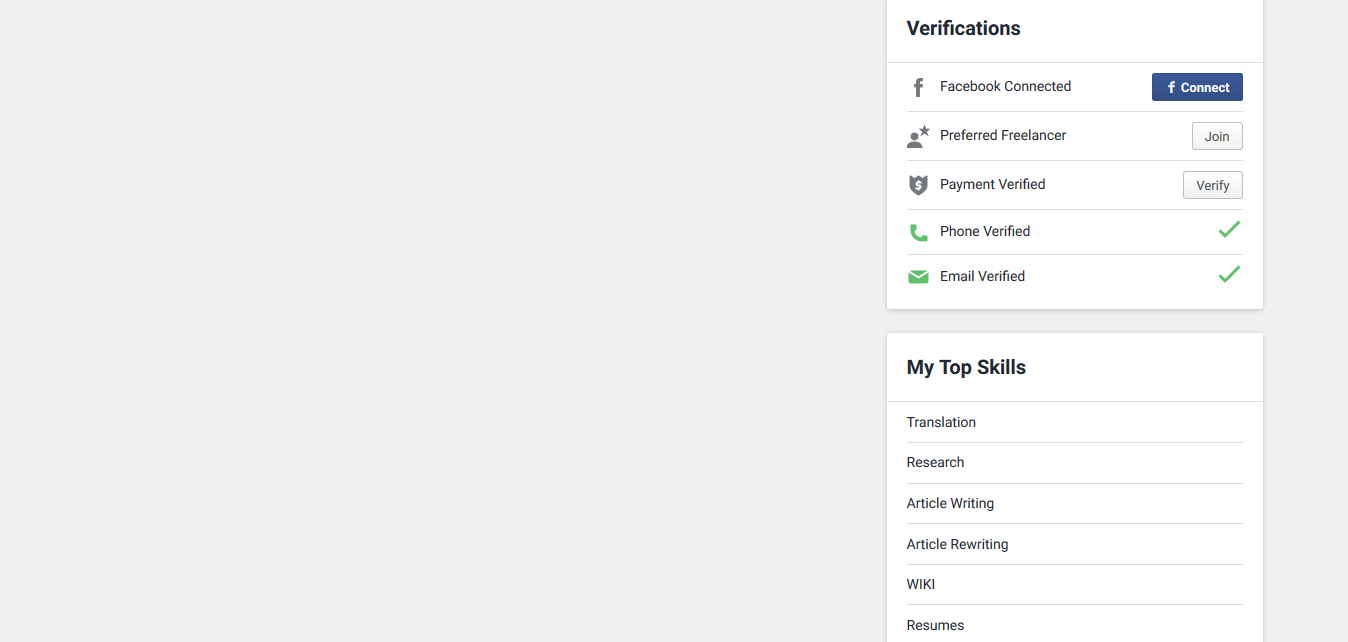 Verifications
Facebook Connected
Connect
Preferred Freelancer
Join
Payment Verified
Verify
Phone Verified
Email Verified
My Top Skills
Translation
Research
Article Writing
Article Rewriting
WIKI
Resumes